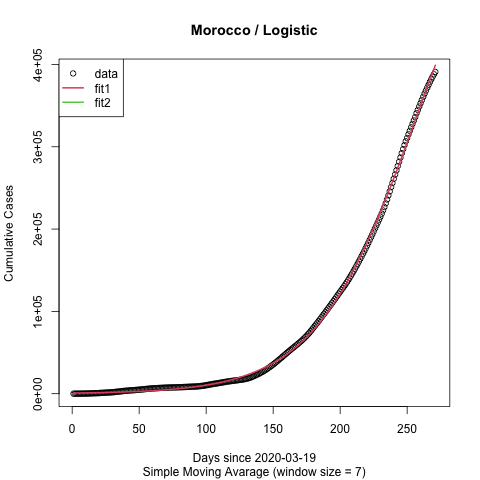 Morocco / Logistic
data
fit1
fit2
Cumulative Cases
4e+05
3e+05
2e+05
1e+05
0e+00
0 50 100 150 200 250
Days since 2020-03-19
Simple Moving Avarage (window size = 7)